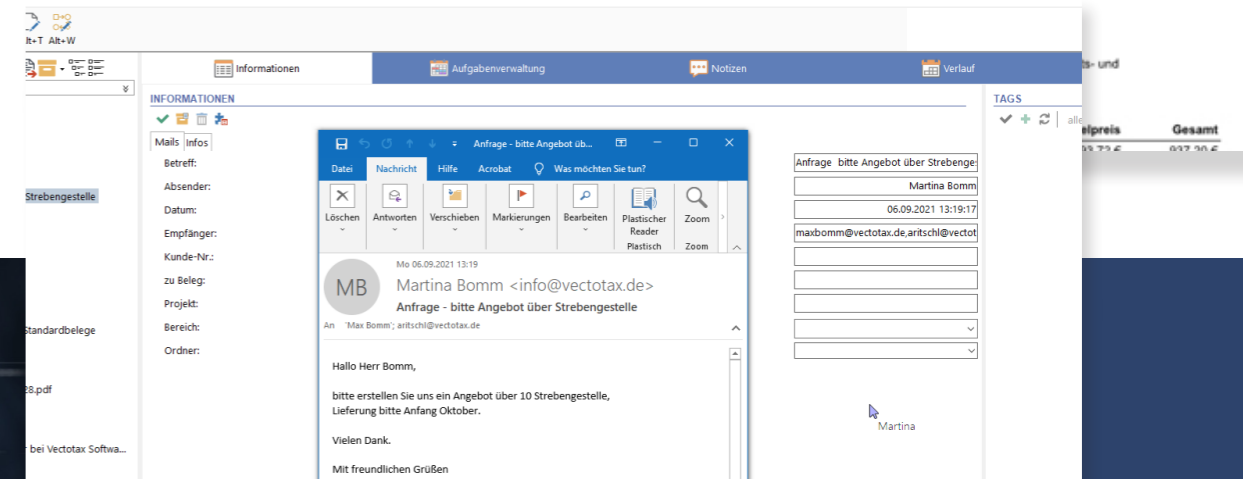 Alt+W
Informationen
Aufgabenverwaltung
Notizen
Verlauf
ts- und
INFORMATIONEN
TAGS
Mails
Infos
alle
elpreis
Gesamt
93,72 €
937,20 €
Strebengestelle
Standardbelege
28.pdf
bei Vectotax Softwa...
Betreff:
Absender:
Datum:
Empfänger:
Kunde-Nr.:
zu Beleg:
Projekt:
Bereich:
Ordner:
Anfrage - bitte Angebot üb...
Datei
Nachricht
Hilfe
Acrobat
Was möchten Sie tun?
Löschen
Antworten
Verschieben
Markierungen
Bearbeiten
Plastischer
Reader
Zoom
Plastisch
Zoom
Mo 06.09.2021 13:19
MB
Martina Bomm <info@vectotax.de>
Anfrage - bitte Angebot über Strebengestelle
An 'Max Bomm'; aritschl@vectotax.de
Hallo Herr Bomm,
bitte erstellen Sie uns ein Angebot über 10 Strebengestelle,
Lieferung bitte Anfang Oktober.
Vielen Dank.
Mit freundlichen Grüßen
Anfrage bitte Angebot über Strebenge
Martina Bomm
06.09.2021 13:19:17
maxbomm@vectotax.de,aritschl@vectot
Martina